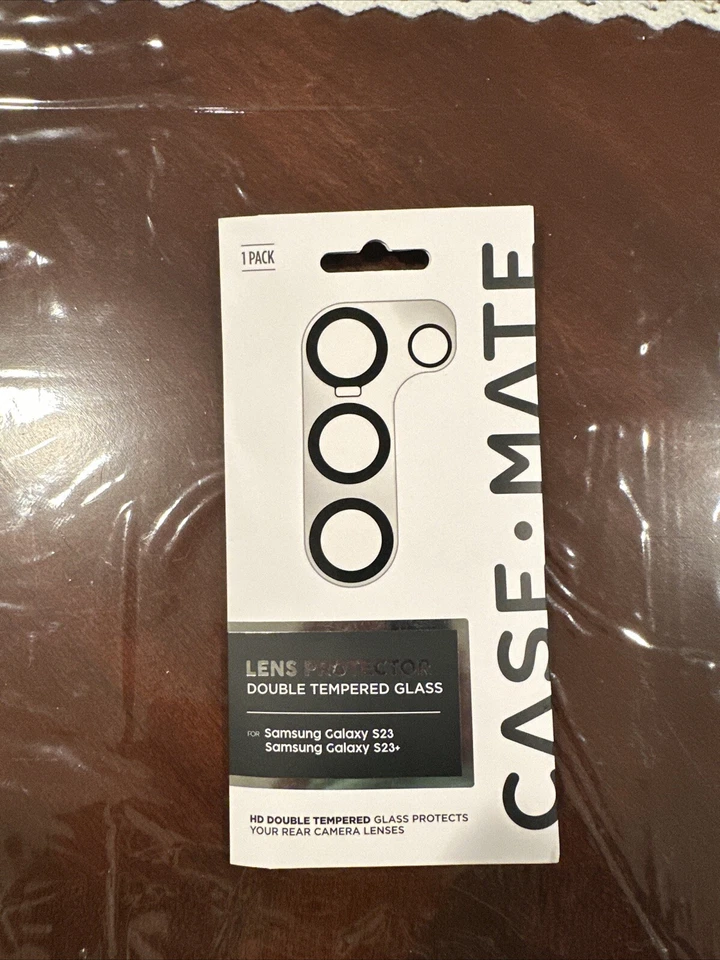 1 PACK
CASE·MATE
LENS PROTECTOR
DOUBLE TEMPERED GLASS
FOR Samsung Galaxy S23
Samsung Galaxy S23+
HD DOUBLE TEMPERED GLASS PROTECTS
YOUR REAR CAMERA LENSES